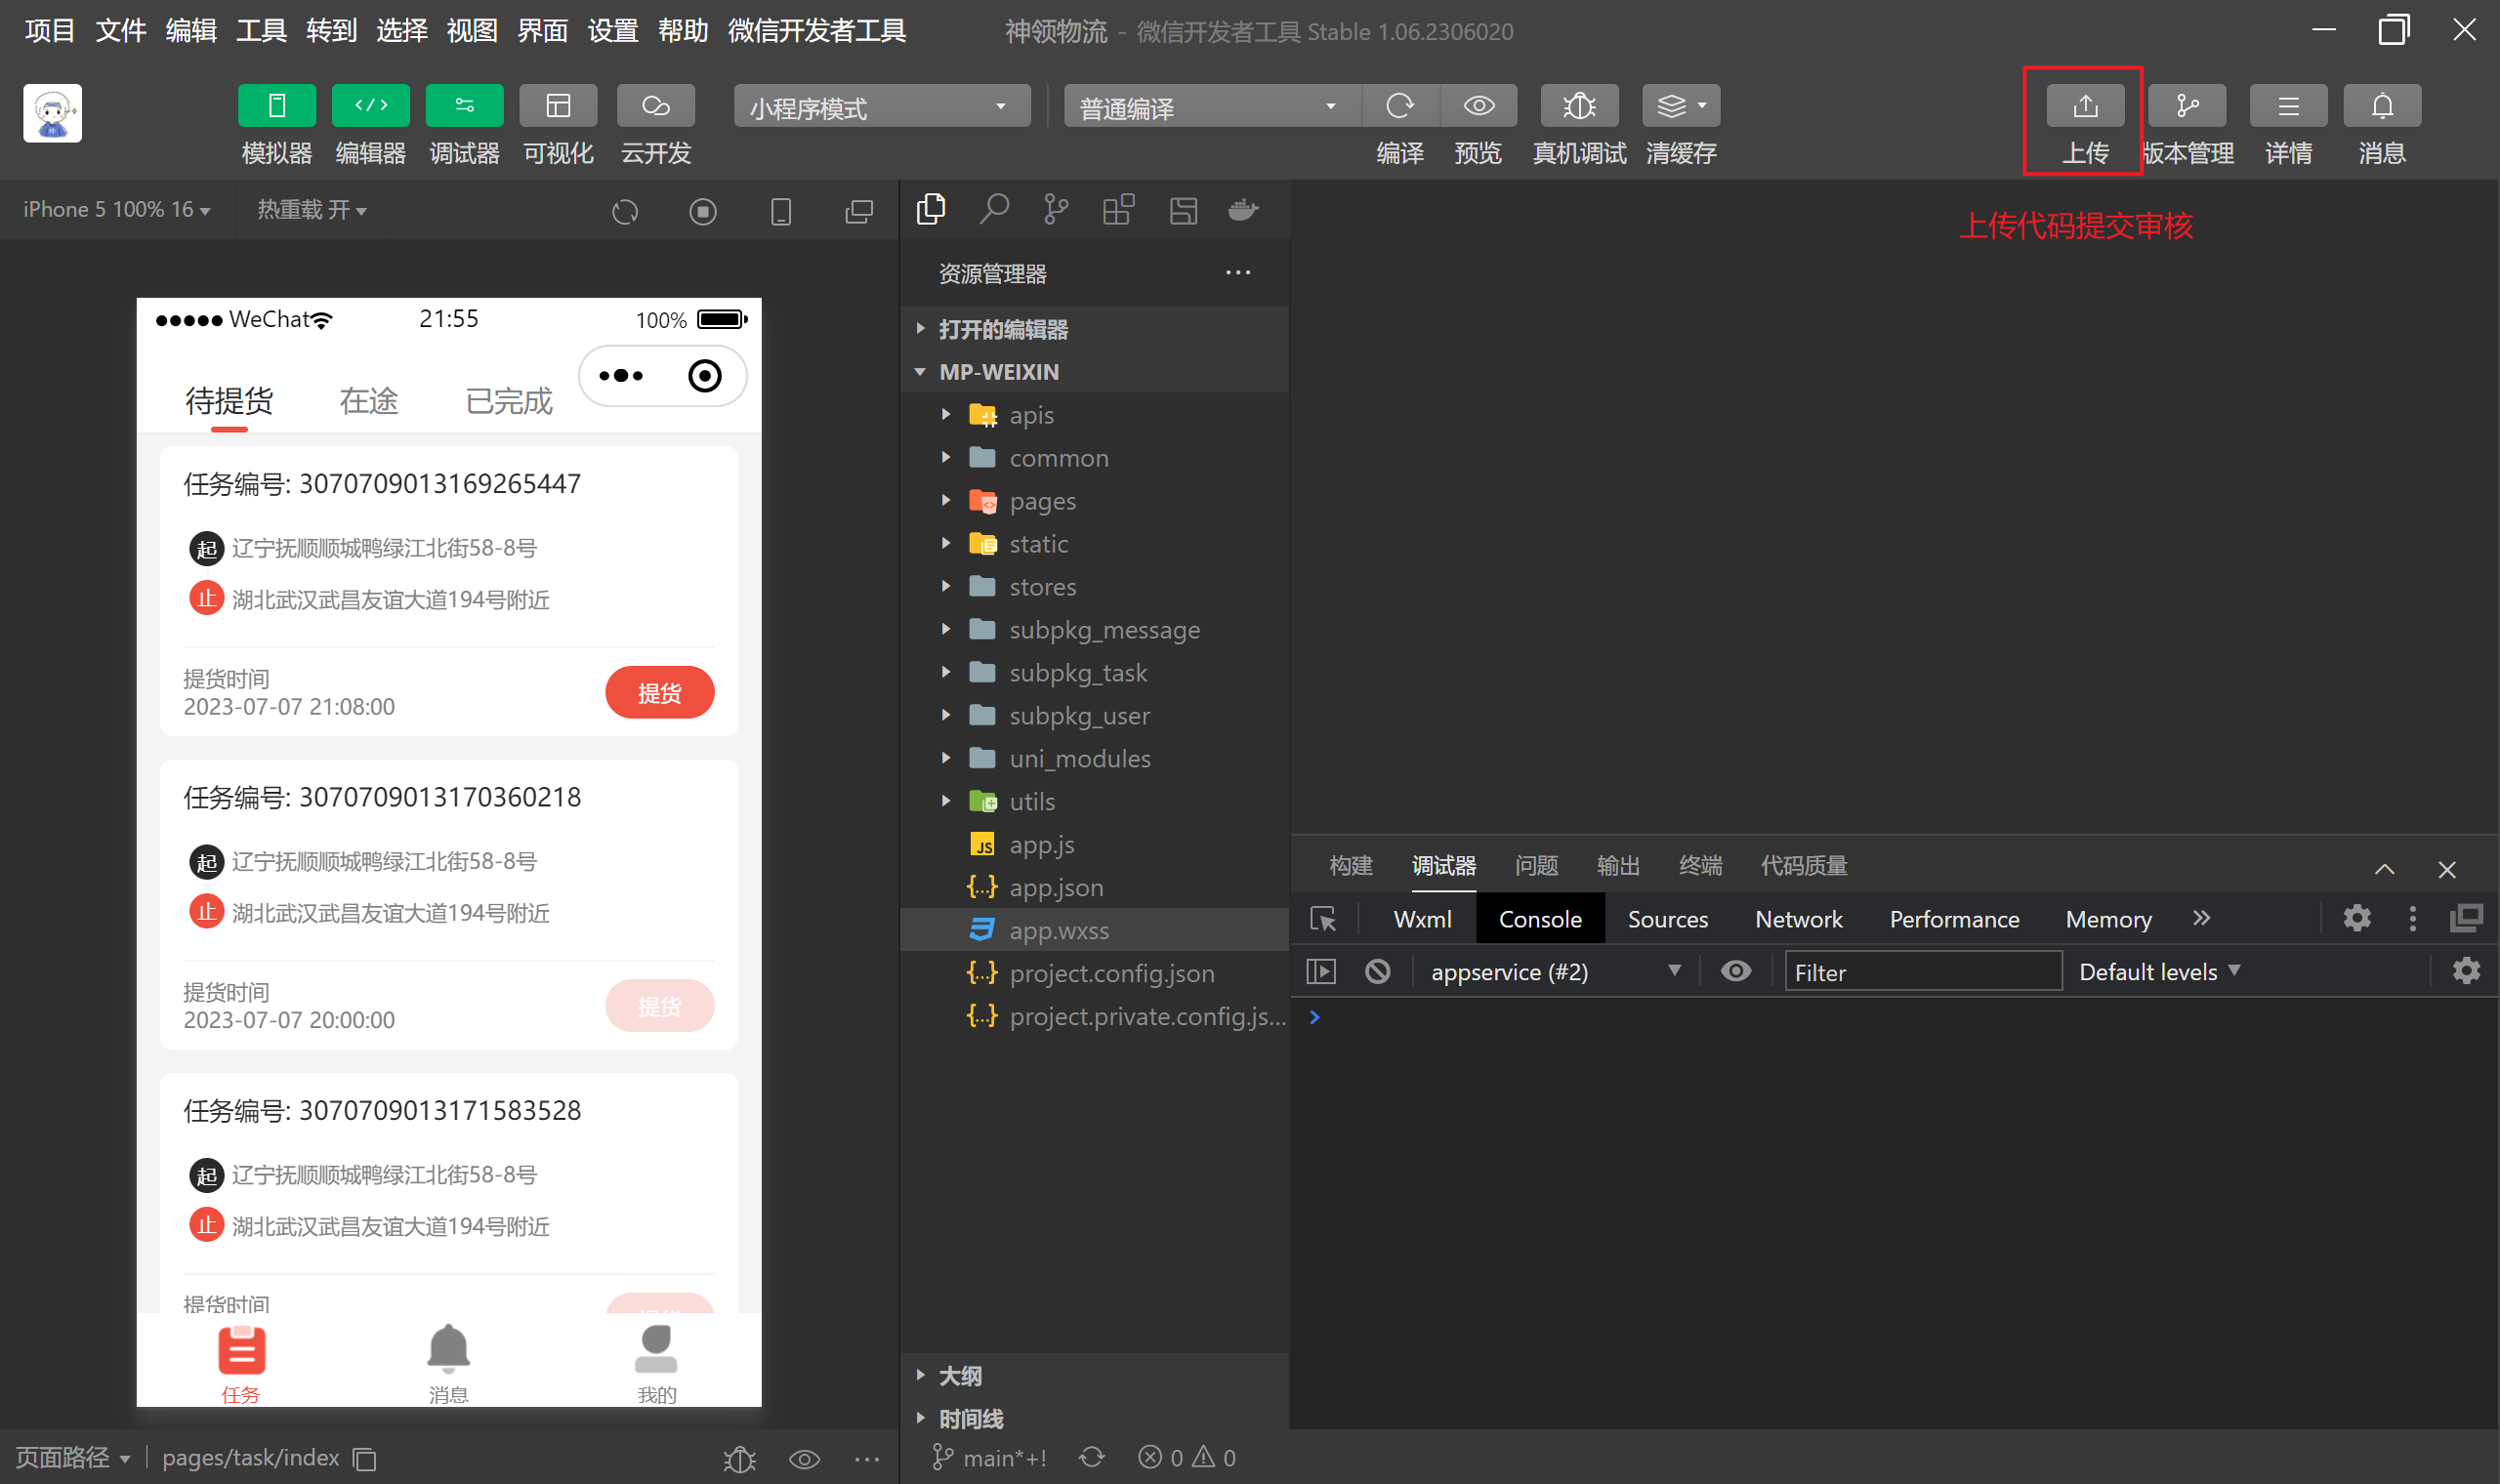 项目 文件 编辑 工具 转到 选择 视图 界面 设置 帮助 微信开发者工具
神领物流 - 微信开发者工具 Stable 1.06.2306020
模拟器 编辑器 调试器 可视化 云开发
小程序模式
普通编译
编译 预览 真机调试 清缓存
上传 版本管理 详情 消息
上传代码提交审核
iPhone 5 100% 16
热重载 开
WeChat 21:55 100%
待提货 在途 已完成
任务编号: 3070709013169265447
起 辽宁抚顺顺城鸭绿江北街58-8号
止 湖北武汉武昌友谊大道194号附近
提货时间
2023-07-07 21:08:00
提货
任务编号: 3070709013170360218
起 辽宁抚顺顺城鸭绿江北街58-8号
止 湖北武汉武昌友谊大道194号附近
提货时间
2023-07-07 20:00:00
提货
任务编号: 3070709013171583528
起 辽宁抚顺顺城鸭绿江北街58-8号
止 湖北武汉武昌友谊大道194号附近
提货时间
提货
任务 消息 我的
页面路径 pages/task/index
资源管理器
打开的编辑器
MP-WEIXIN
apis
common
pages
static
stores
subpkg_message
subpkg_task
subpkg_user
uni_modules
utils
JS app.js
{..} app.json
app.wxss
{..} project.config.json
{..} project.private.config.js...
大纲
时间线
main*+! 0 0
构建 调试器 问题 输出 终端 代码质量
Wxml Console Sources Network Performance Memory
appservice (#2) Filter Default levels